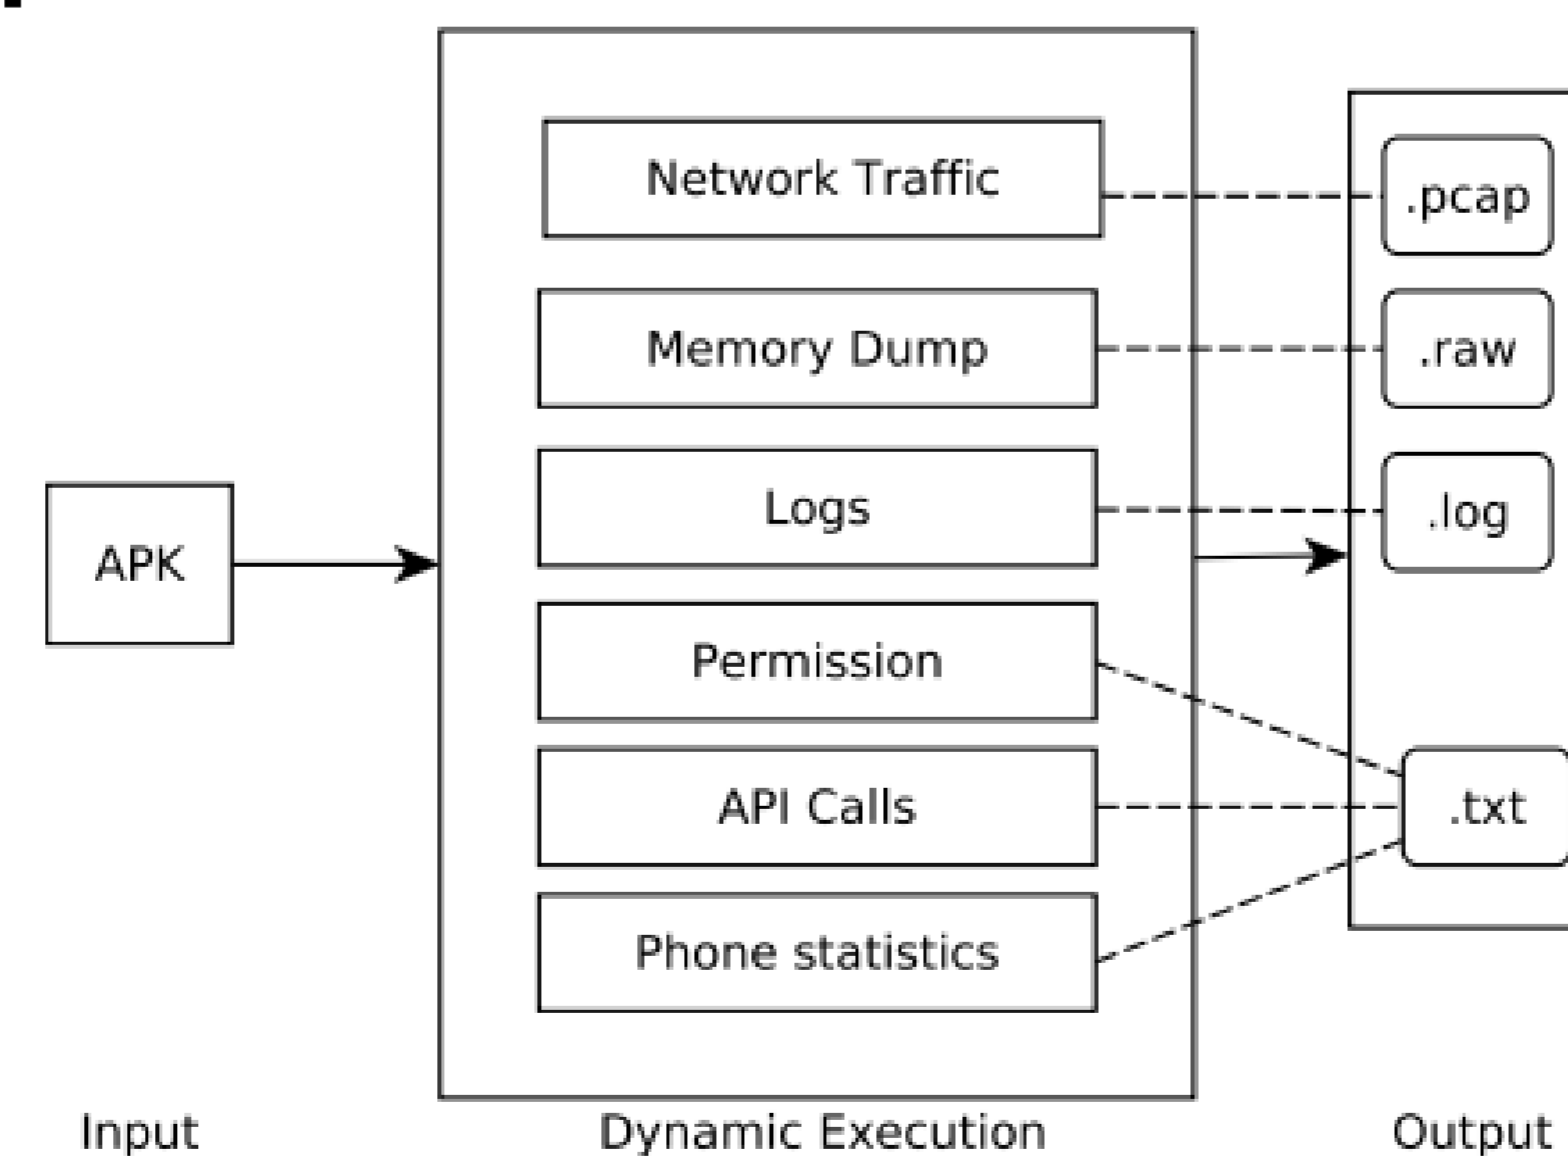 Network Traffic
.pcap
Memory Dump
.raw
Logs
.log
APK
Permission
API Calls
.txt
Phone statistics
Input
Dynamic Execution
Output